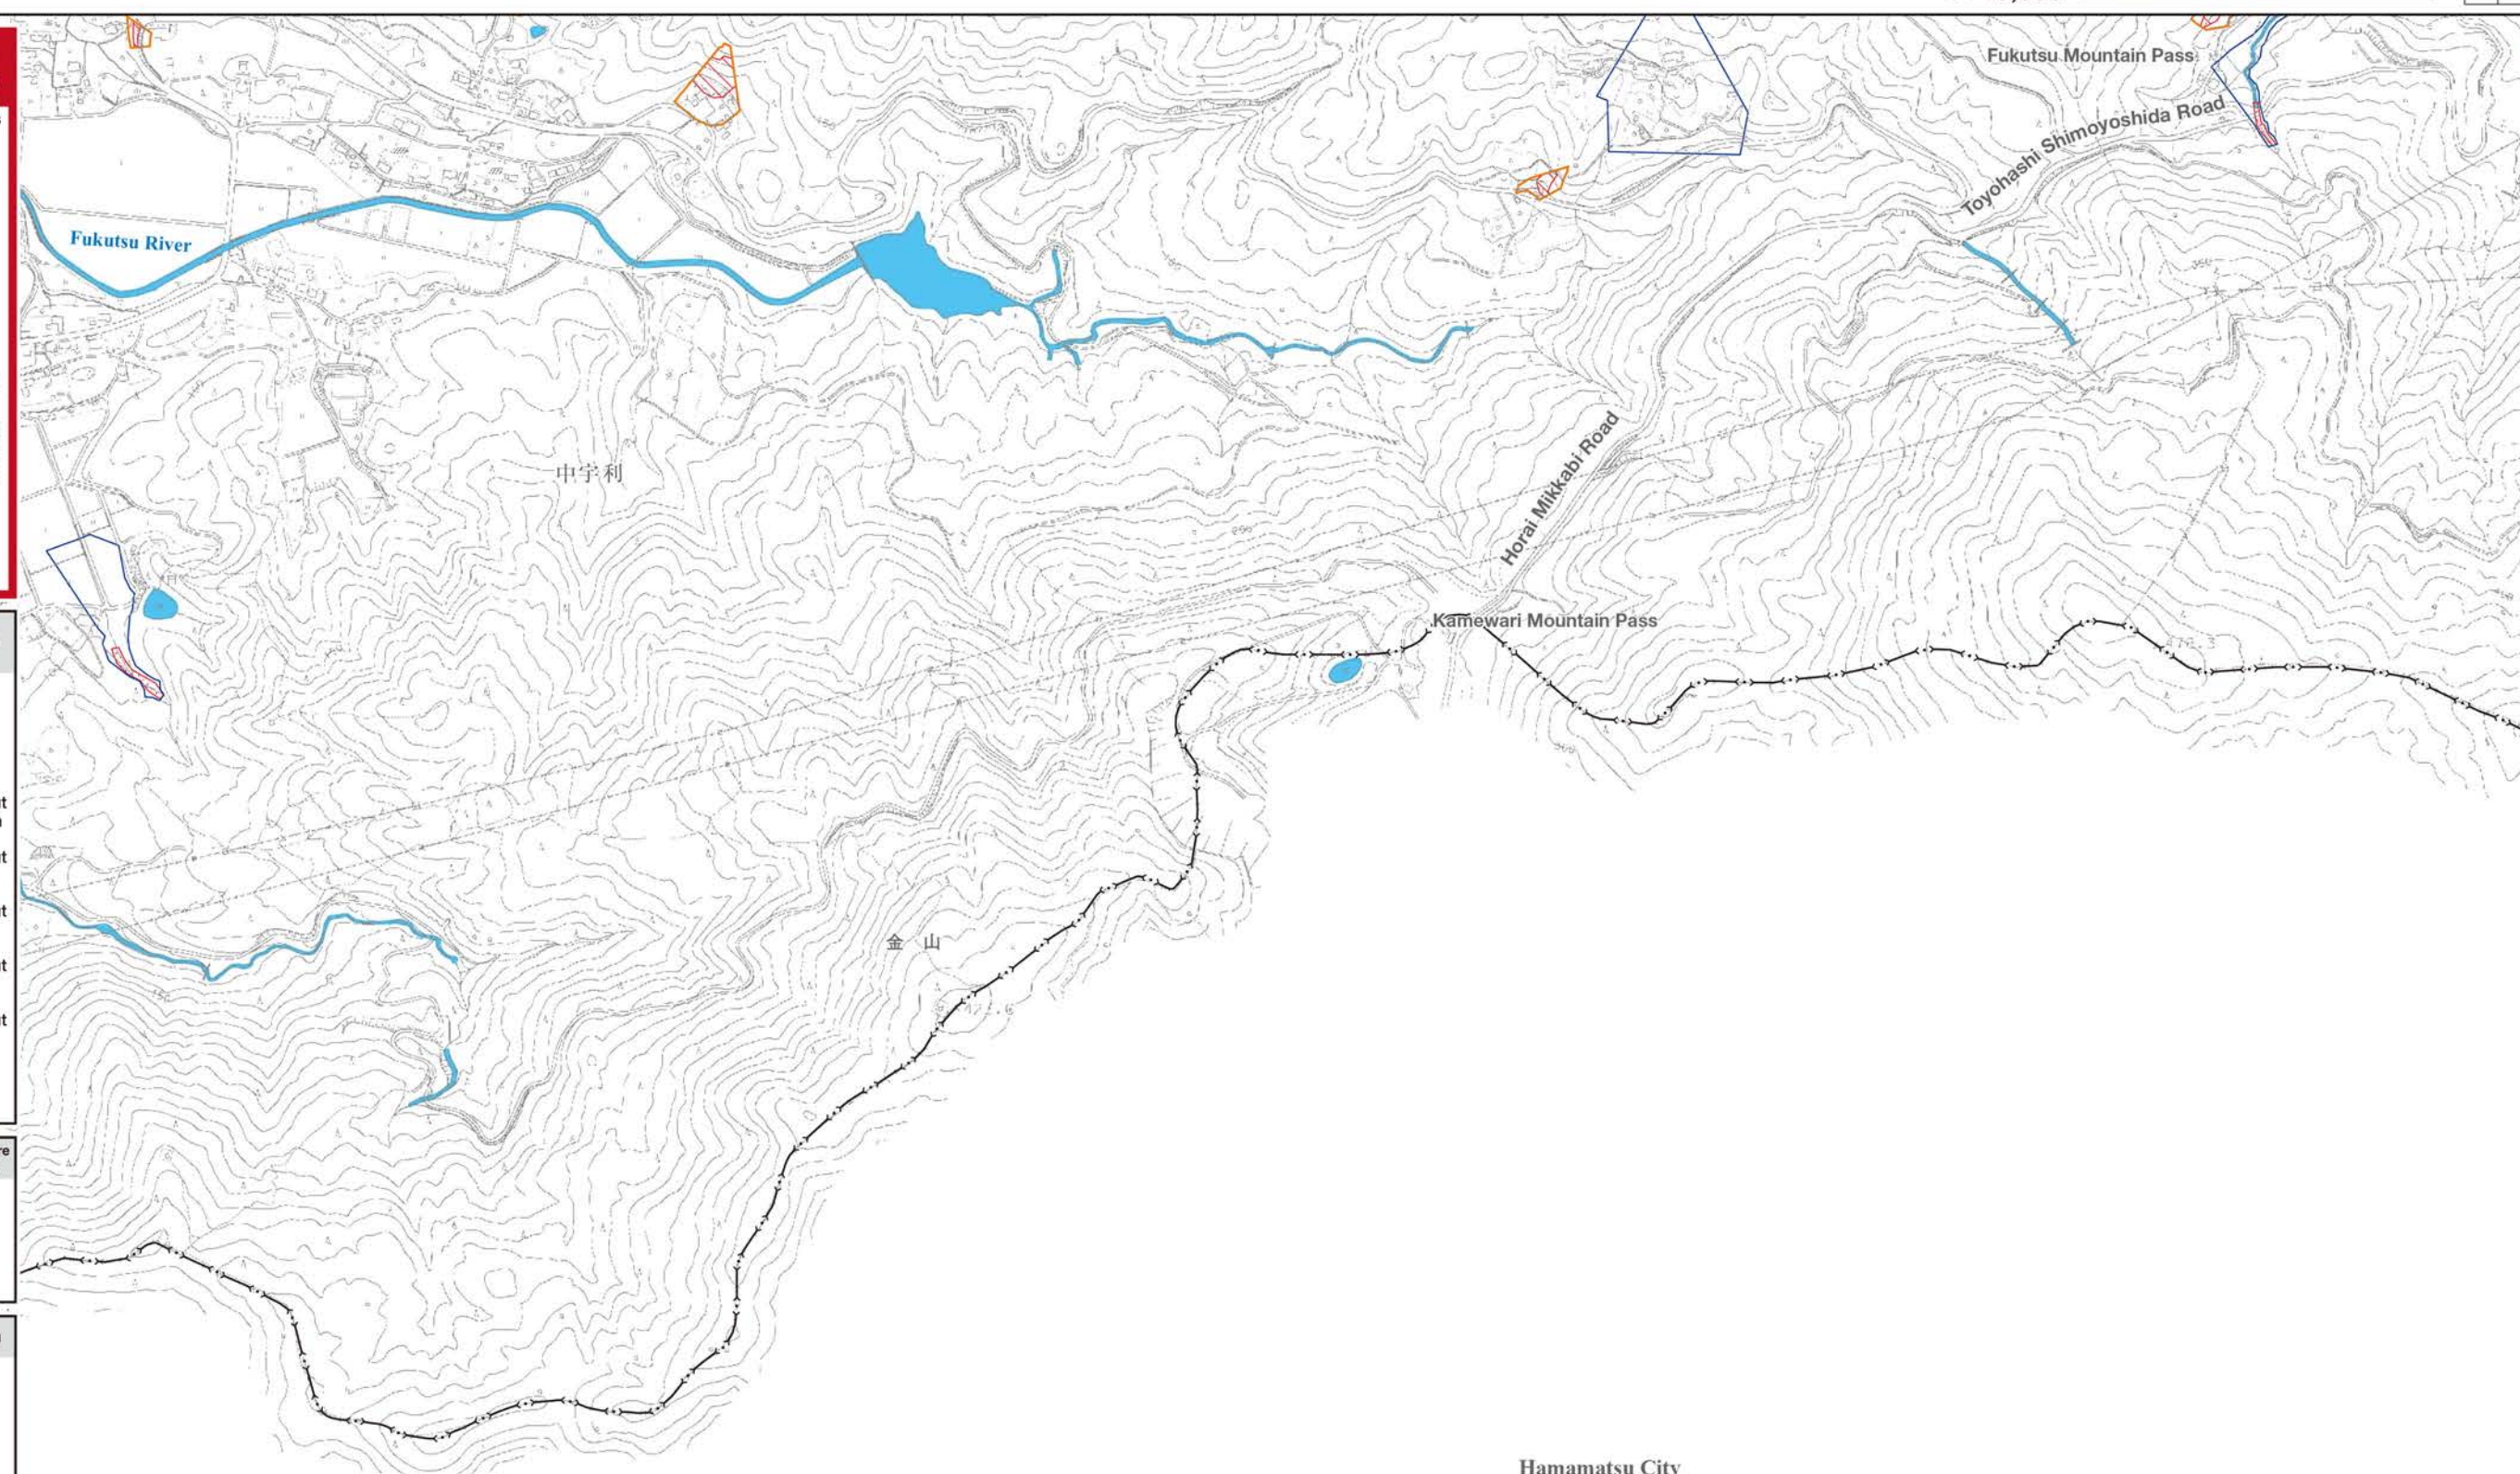 Fukutsu Mountain Pass
Toyohashi Shimoyoshida Road
Fukutsu River
Horai Mikkabi Road
中宇利
Kamewari Mountain Pass
金山
Hamamatsu City